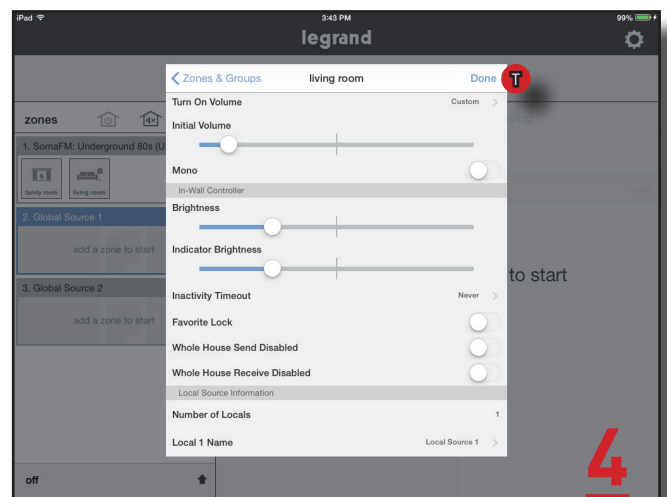 iPad 3:43 PM 99%
legrand
Zones & Groups living room Done T
Turn On Volume Custom
zones
Initial Volume
1. SomaFM: Underground 80s (U
Mono
family room living room
In-Wall Controller
Brightness
2. Global Source 1
add a zone to start
Indicator Brightness
to start
3. Global Source 2
Inactivity Timeout Never
add a zone to start
Favorite Lock
Whole House Send Disabled
Whole House Receive Disabled
Local Source Information
Number of Locals 1
Local 1 Name Local Source 1
4
off